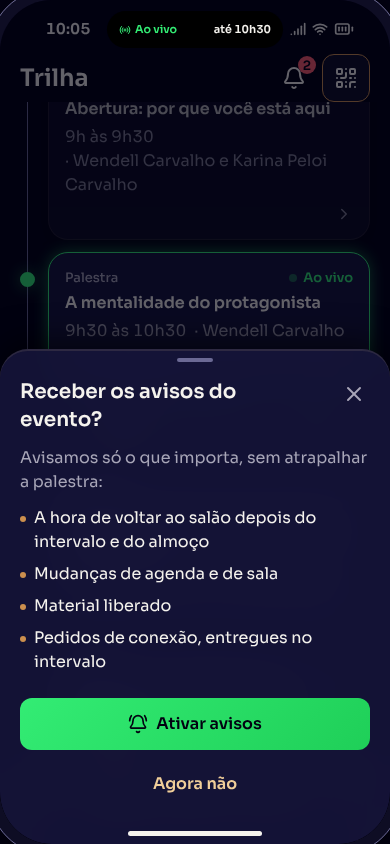 10:05
Ao vivo
até 10h30
Trilha
2
Abertura: por que você está aqui
9h às 9h30
· Wendell Carvalho e Karina Peloi
Carvalho
Palestra
Ao vivo
A mentalidade do protagonista
9h30 às 10h30 · Wendell Carvalho
Receber os avisos do
evento?
Avisamos só o que importa, sem atrapalhar
a palestra:
• A hora de voltar ao salão depois do
intervalo e do almoço
• Mudanças de agenda e de sala
• Material liberado
• Pedidos de conexão, entregues no
intervalo
Ativar avisos
Agora não